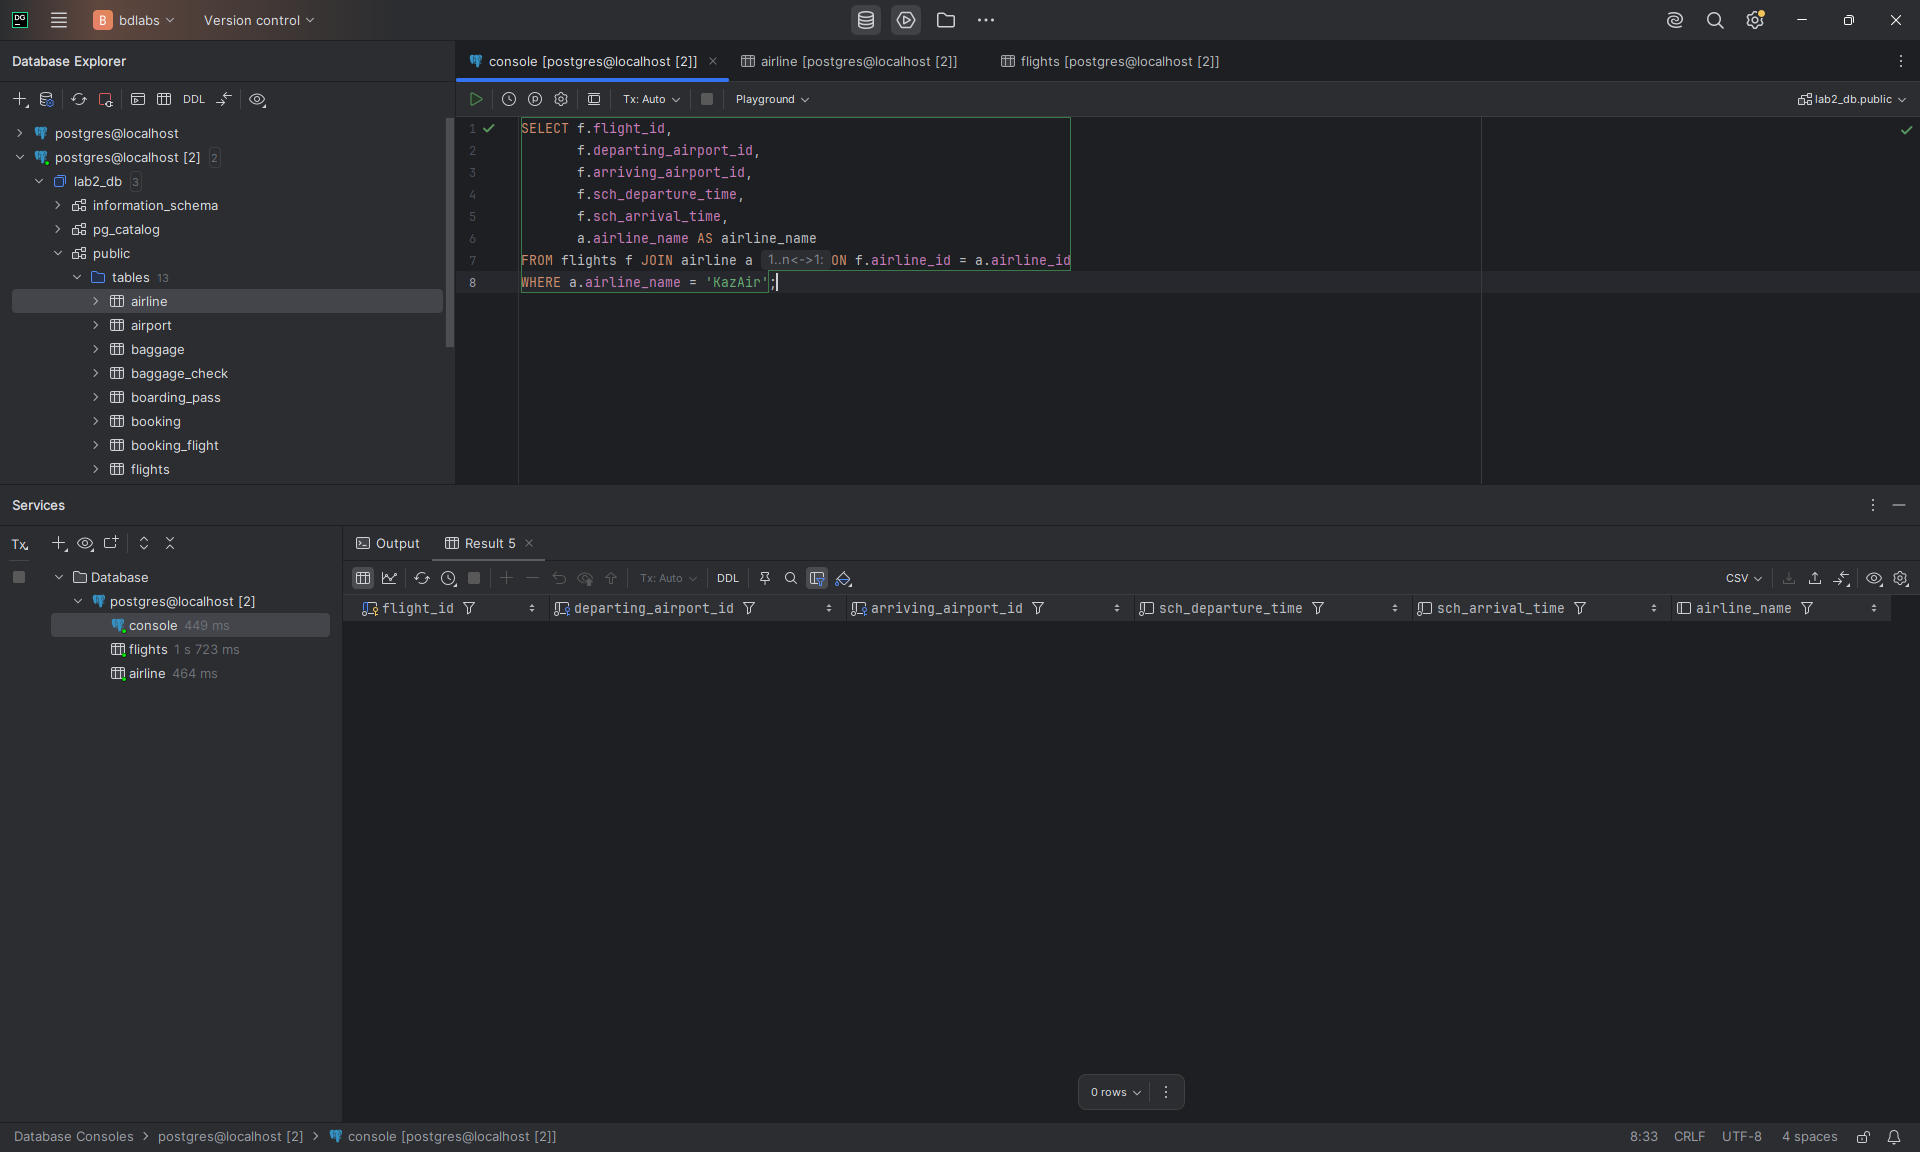 DG
B bdlabs
Version control
Database Explorer
console [postgres@localhost [2]]
airline [postgres@localhost [2]]
flights [postgres@localhost [2]]
DDL
Tx: Auto
Playground
lab2_db.public
postgres@localhost
postgres@localhost [2] 2
lab2_db 3
information_schema
pg_catalog
public
tables 13
airline
airport
baggage
baggage_check
boarding_pass
booking
booking_flight
flights
1 SELECT f.flight_id,
2 f.departing_airport_id,
3 f.arriving_airport_id,
4 f.sch_departure_time,
5 f.sch_arrival_time,
6 a.airline_name AS airline_name
7 FROM flights f JOIN airline a 1..n<->1: ON f.airline_id = a.airline_id
8 WHERE a.airline_name = 'KazAir';
Services
Tx
Database
postgres@localhost [2]
console 449 ms
flights 1 s 723 ms
airline 464 ms
Output
Result 5
Tx: Auto
DDL
CSV
flight_id departing_airport_id arriving_airport_id sch_departure_time sch_arrival_time airline_name
0 rows
Database Consoles > postgres@localhost [2] > console [postgres@localhost [2]]
8:33 CRLF UTF-8 4 spaces